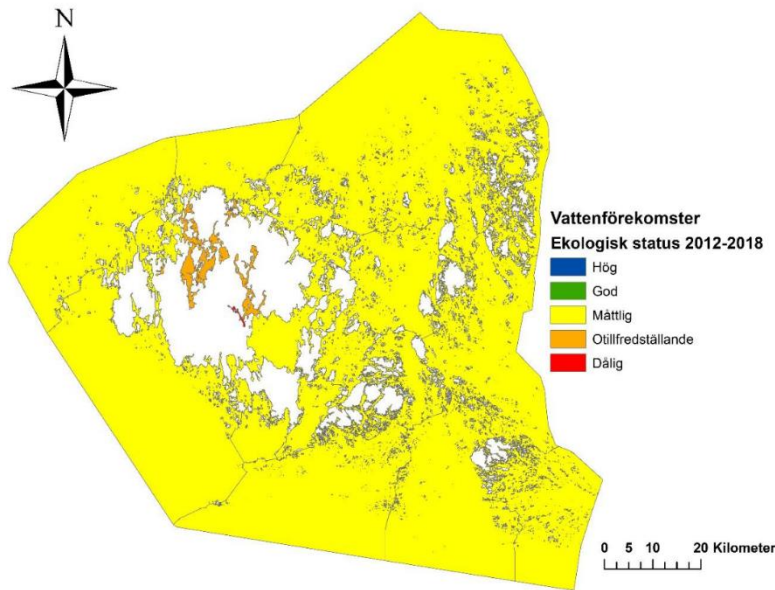 N
Vattenförekomster
Ekologisk status 2012-2018
Hög
God
Måttlig
Otillfredställande
Dålig
0 5 10 20 Kilometer